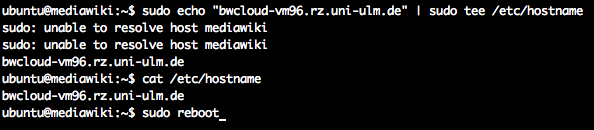 ubuntu@mediawiki:~$ sudo echo "bwcloud-vm96.rz.uni-ulm.de" | sudo tee /etc/hostname
sudo: unable to resolve host mediawiki
sudo: unable to resolve host mediawiki
bwcloud-vm96.rz.uni-ulm.de
ubuntu@mediawiki:~$ cat /etc/hostname
bwcloud-vm96.rz.uni-ulm.de
ubuntu@mediawiki:~$ sudo reboot_